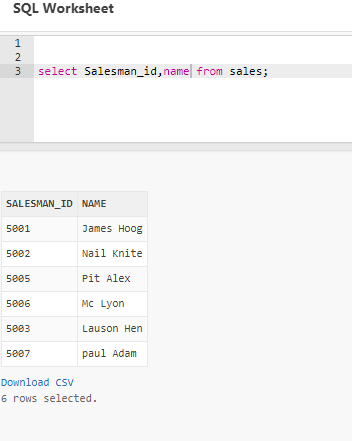 SQL Worksheet
1
2
3 select Salesman_id,name from sales;
SALESMAN_ID NAME
5001 James Hoog
5002 Nail Knite
5005 Pit Alex
5006 Mc Lyon
5003 Lauson Hen
5007 paul Adam
Download CSV
6 rows selected.